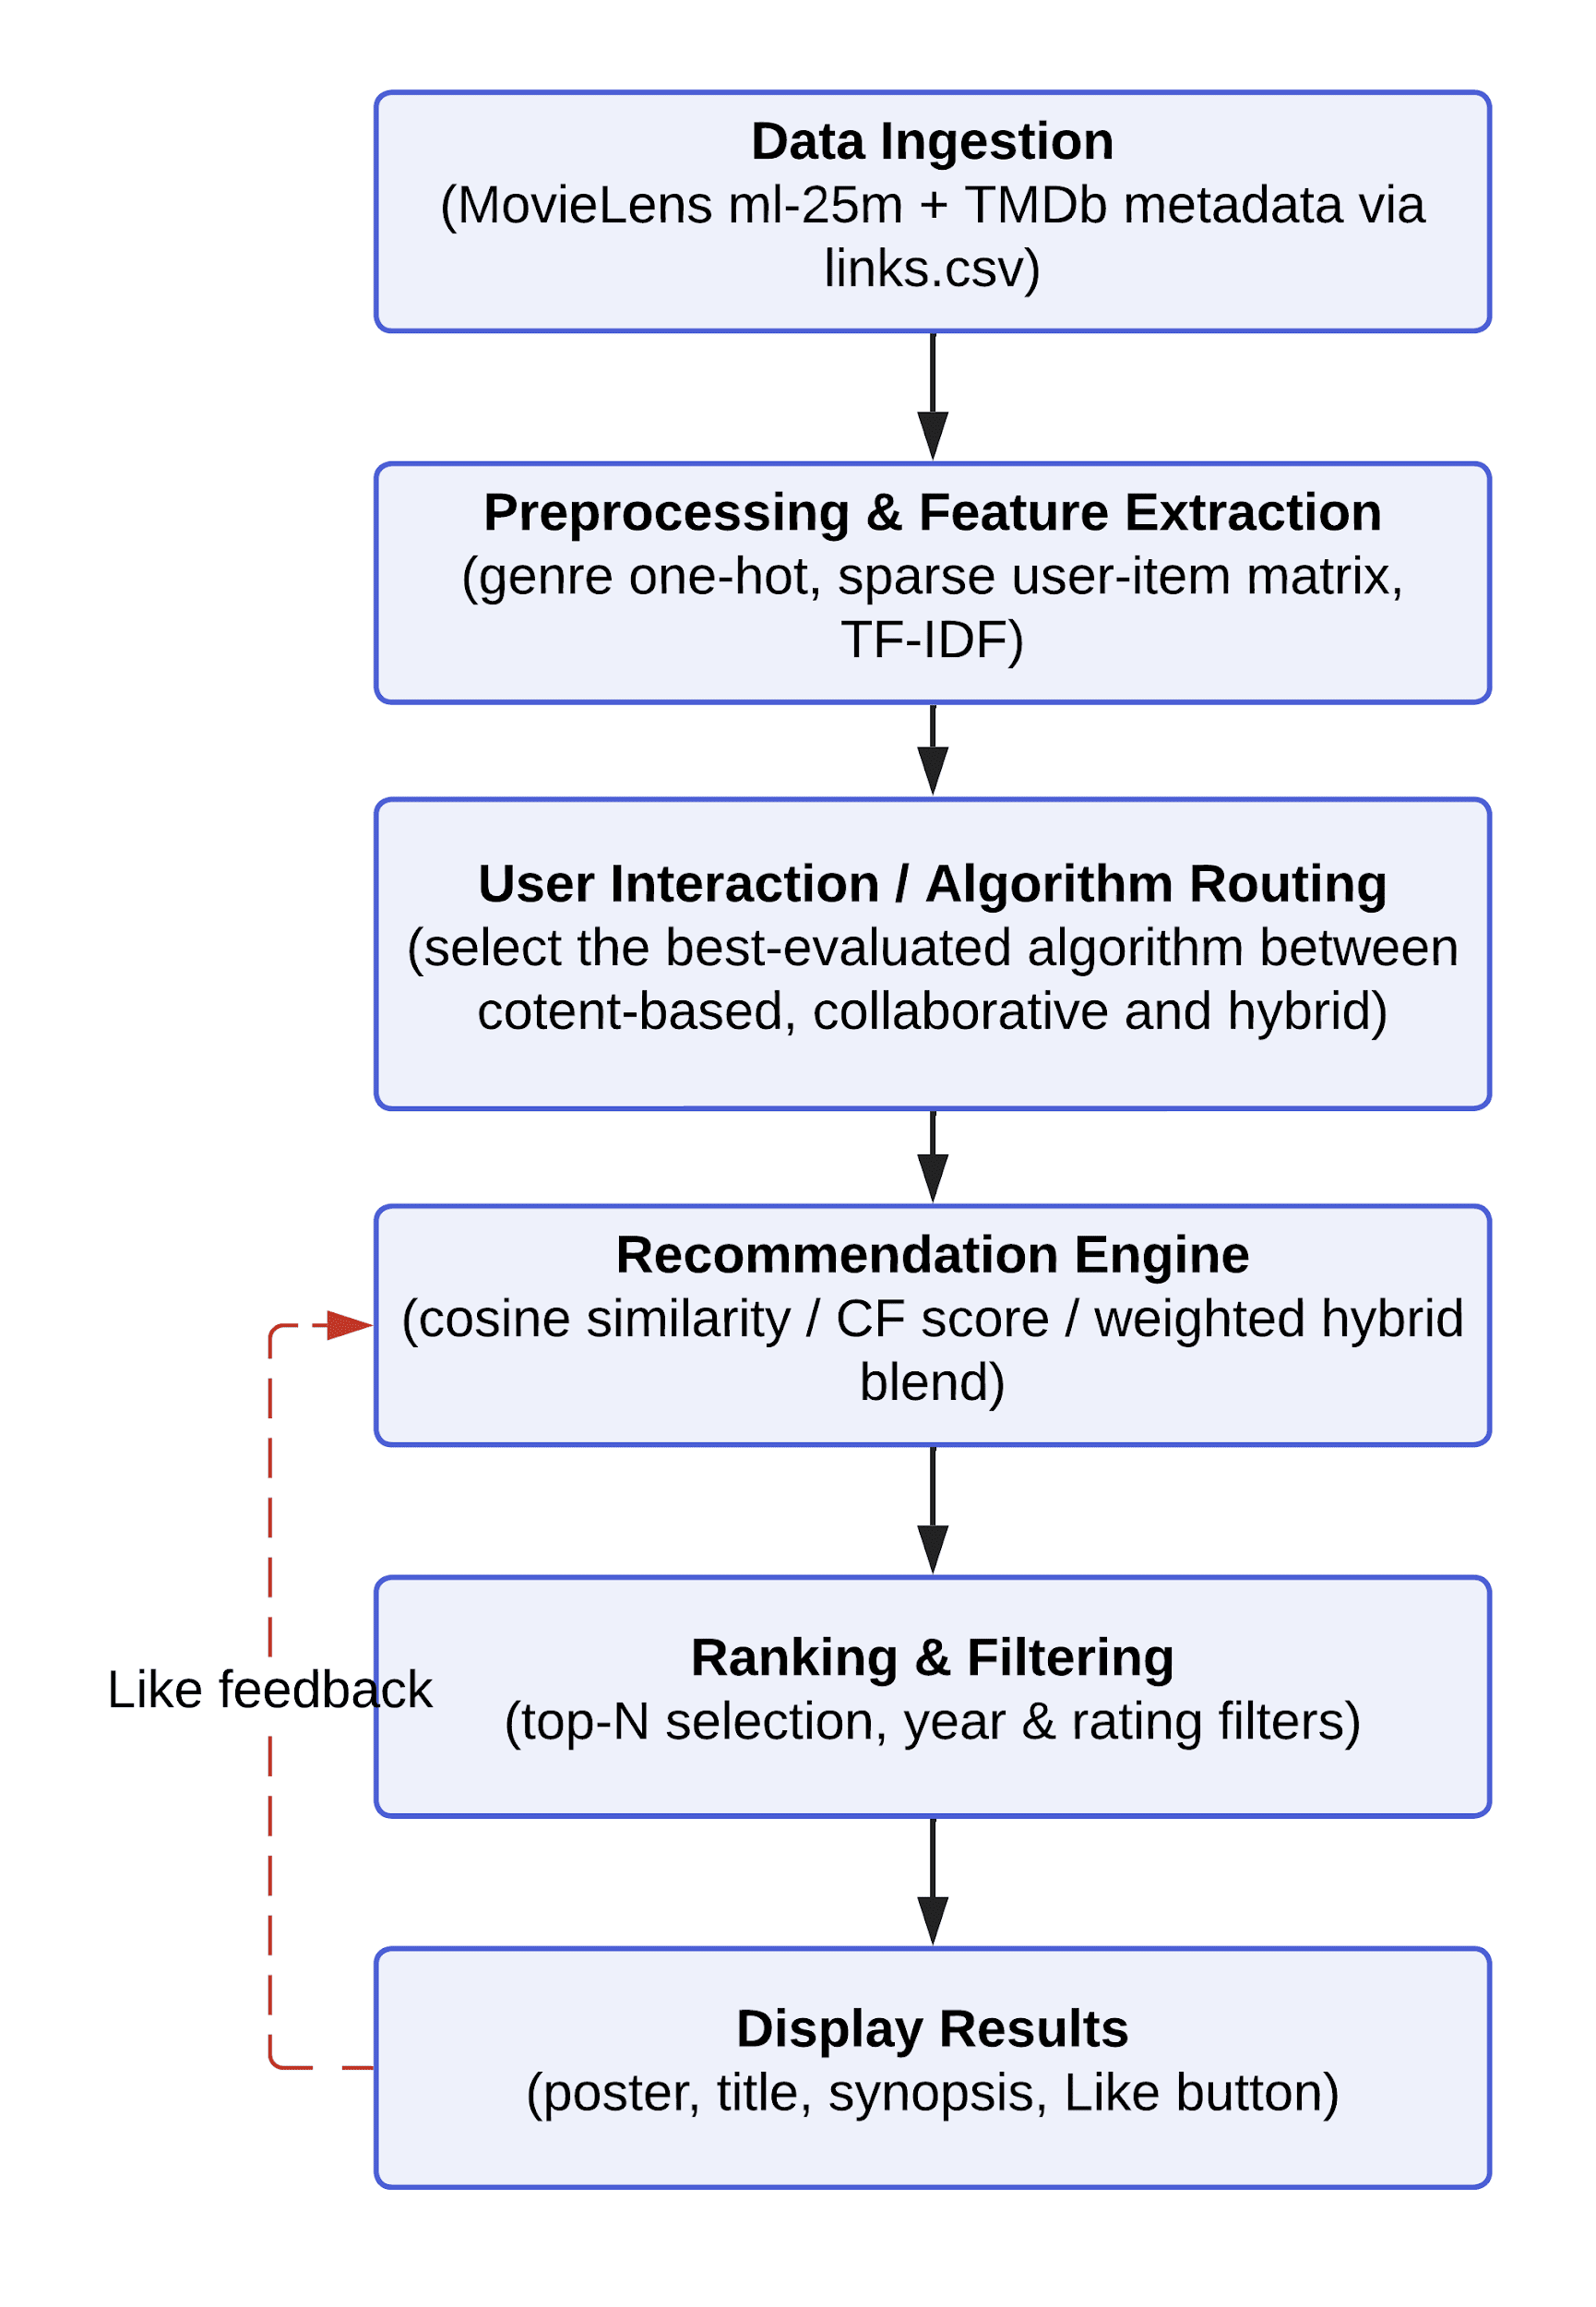 Data Ingestion
(MovieLens ml-25m + TMDb metadata via
links.csv)
Preprocessing & Feature Extraction
(genre one-hot, sparse user-item matrix,
TF-IDF)
User Interaction / Algorithm Routing
(select the best-evaluated algorithm between
cotent-based, collaborative and hybrid)
Recommendation Engine
(cosine similarity / CF score / weighted hybrid
blend)
Like feedback
Ranking & Filtering
(top-N selection, year & rating filters)
Display Results
(poster, title, synopsis, Like button)